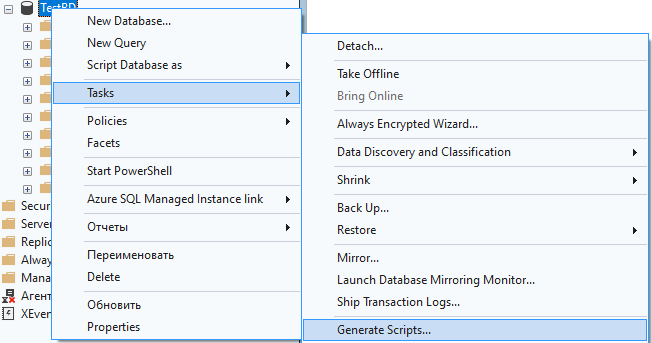 TestBD
New Database...
New Query
Script Database as
Tasks
Policies
Facets
Start PowerShell
Azure SQL Managed Instance link
Отчеты
Переименовать
Delete
Обновить
Properties
Detach...
Take Offline
Bring Online
Always Encrypted Wizard...
Data Discovery and Classification
Shrink
Back Up...
Restore
Mirror...
Launch Database Mirroring Monitor...
Ship Transaction Logs...
Generate Scripts...
Secur
Server
Replic
Alway
Mana
Агент
XEven